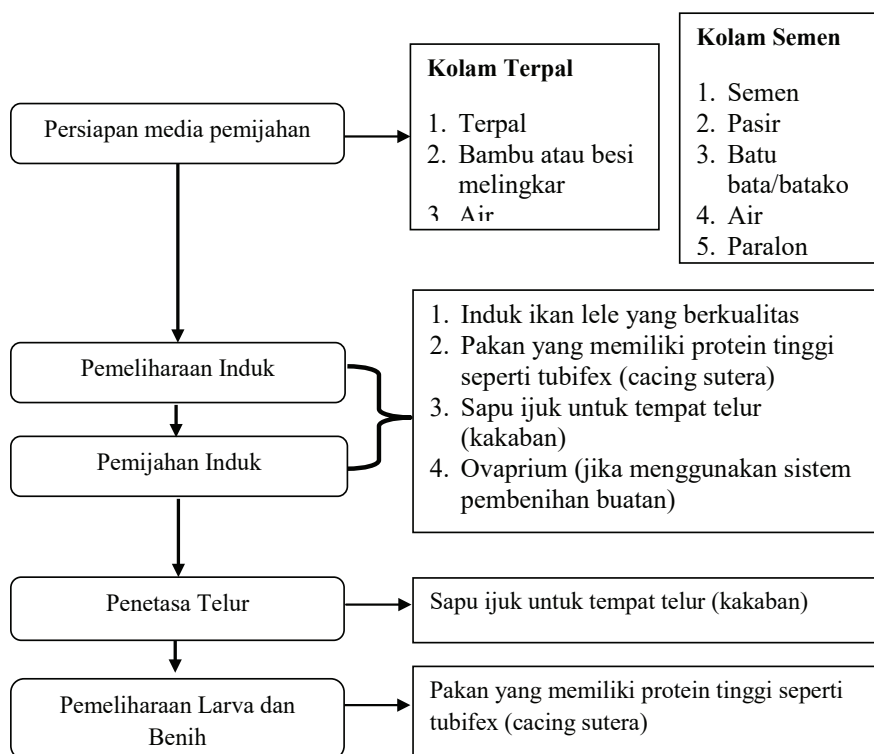 Persiapan media pemijahan
Kolam Terpal
1. Terpal
2. Bambu atau besi
melingkar
3. Air
Kolam Semen
1. Semen
2. Pasir
3. Batu
bata/batako
4. Air
5. Paralon
Pemeliharaan Induk
Pemijahan Induk
1. Induk ikan lele yang berkualitas
2. Pakan yang memiliki protein tinggi
seperti tubifex (cacing sutera)
3. Sapu ijuk untuk tempat telur
(kakaban)
4. Ovaprium (jika menggunakan sistem
pembenihan buatan)
Penetasa Telur
Sapu ijuk untuk tempat telur (kakaban)
Pemeliharaan Larva dan
Benih
Pakan yang memiliki protein tinggi seperti
tubifex (cacing sutera)